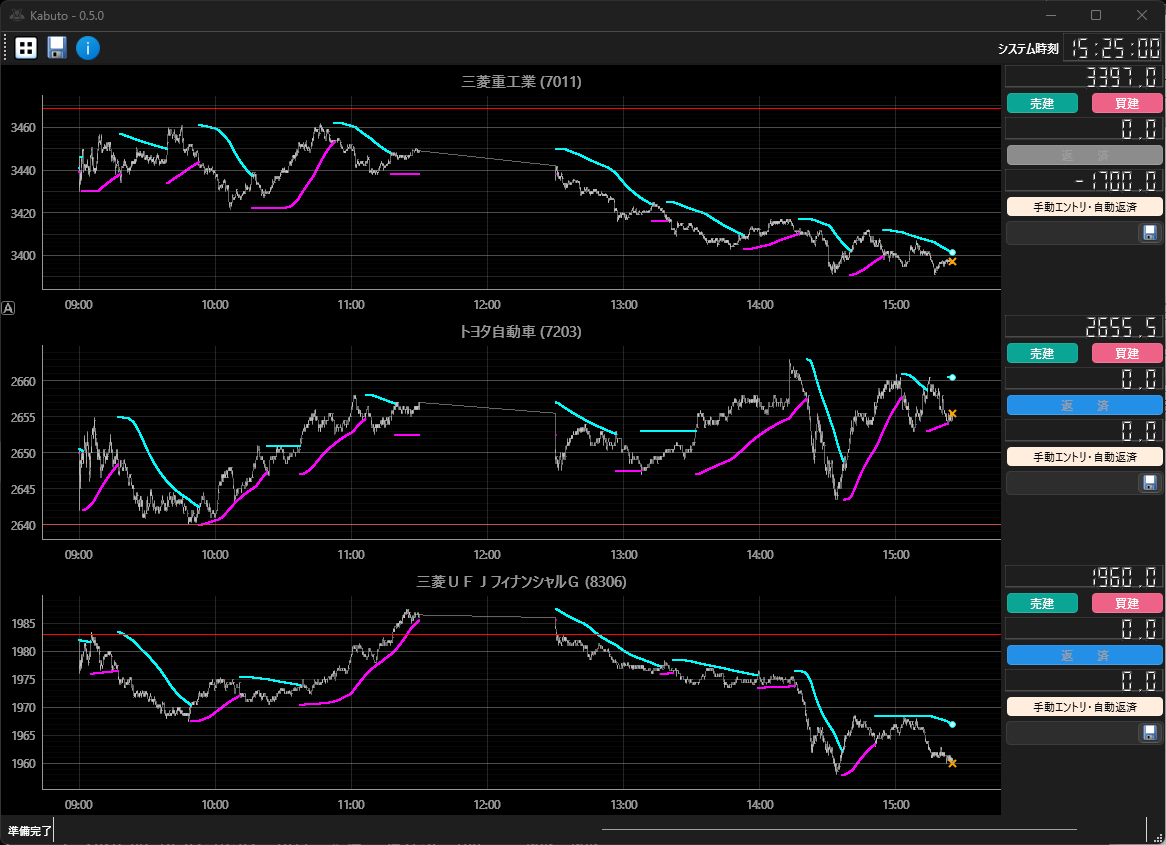 Kabuto - 0.5.0
システム時刻 15:25:00
三菱重工業 (7011)
3460
3440
3420
3400
09:00 10:00 11:00 12:00 13:00 14:00 15:00
3397.0
売建 買建
0.0
返 済
-1700.0
手動エントリ・自動返済
A
トヨタ自動車 (7203)
2660
2655
2650
2645
2640
09:00 10:00 11:00 12:00 13:00 14:00 15:00
2655.5
売建 買建
0.0
返 済
0.0
手動エントリ・自動返済
三菱ＵＦＪフィナンシャルＧ (8306)
1985
1980
1975
1970
1965
1960
09:00 10:00 11:00 12:00 13:00 14:00 15:00
1960.0
売建 買建
0.0
返 済
0.0
手動エントリ・自動返済
準備完了